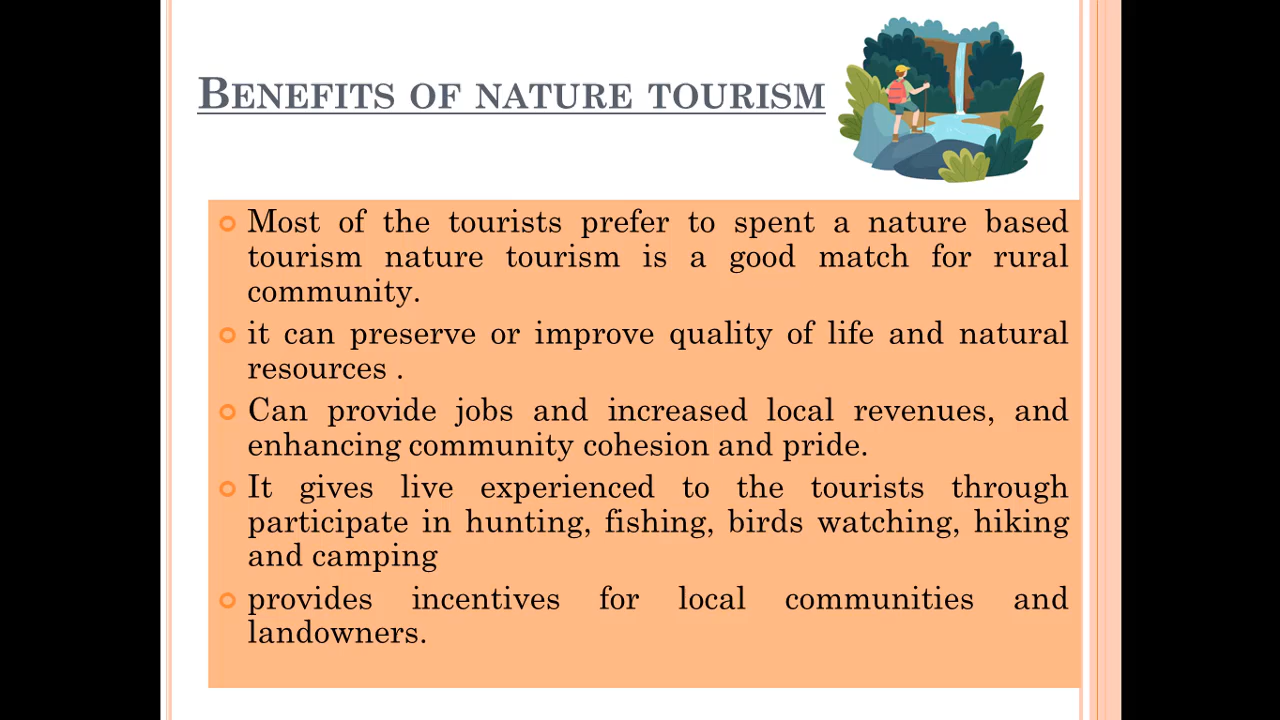 BENEFITS OF NATURE TOURISM
Most of the tourists prefer to spent a nature based
tourism nature tourism is a good match for rural
community.
it can preserve or improve quality of life and natural
resources .
Can provide jobs and increased local revenues, and
enhancing community cohesion and pride.
It gives live experienced to the tourists through
participate in hunting, fishing, birds watching, hiking
and camping
provides incentives for local communities and
landowners.